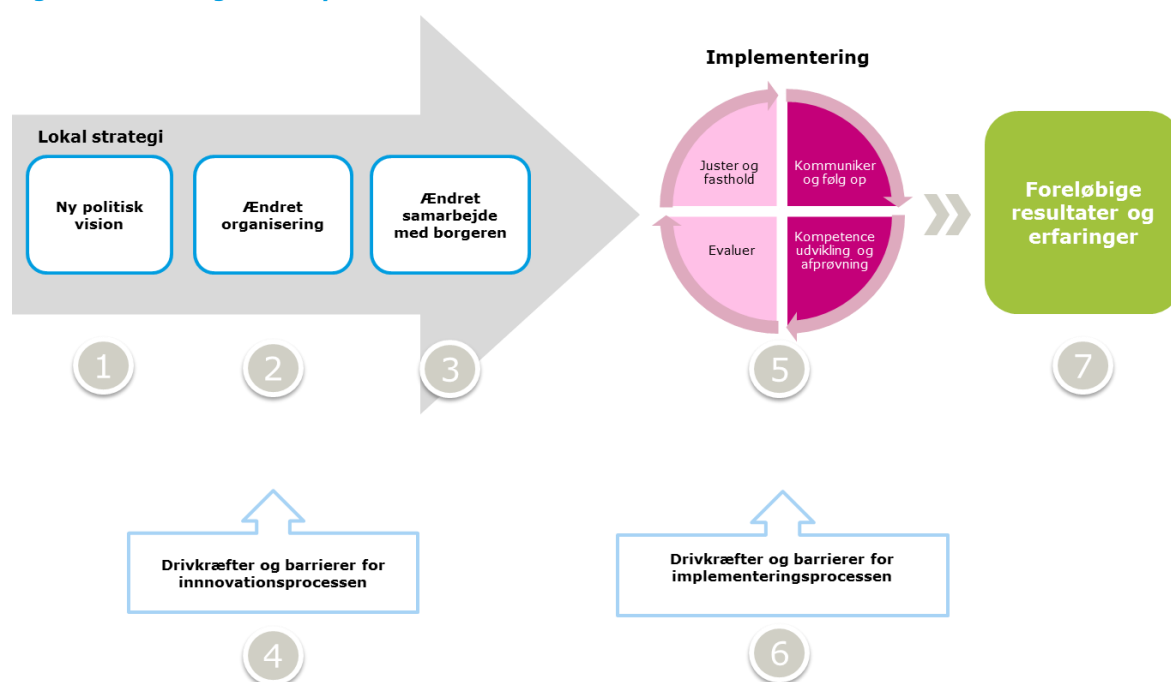 Implementering
Lokal strategi
Ny politisk
vision
Ændret
organisering
Ændret
samarbejde
med borgeren
Juster og
fasthold
Kommuniker
og følg op
Evaluer
Kompetence
udvikling og
afprøvning
Foreløbige
resultater og
erfaringer
1
2
3
5
7
Drivkræfter og barrierer for
innnovationsprocessen
Drivkræfter og barrierer for
implementeringsprocessen
4
6